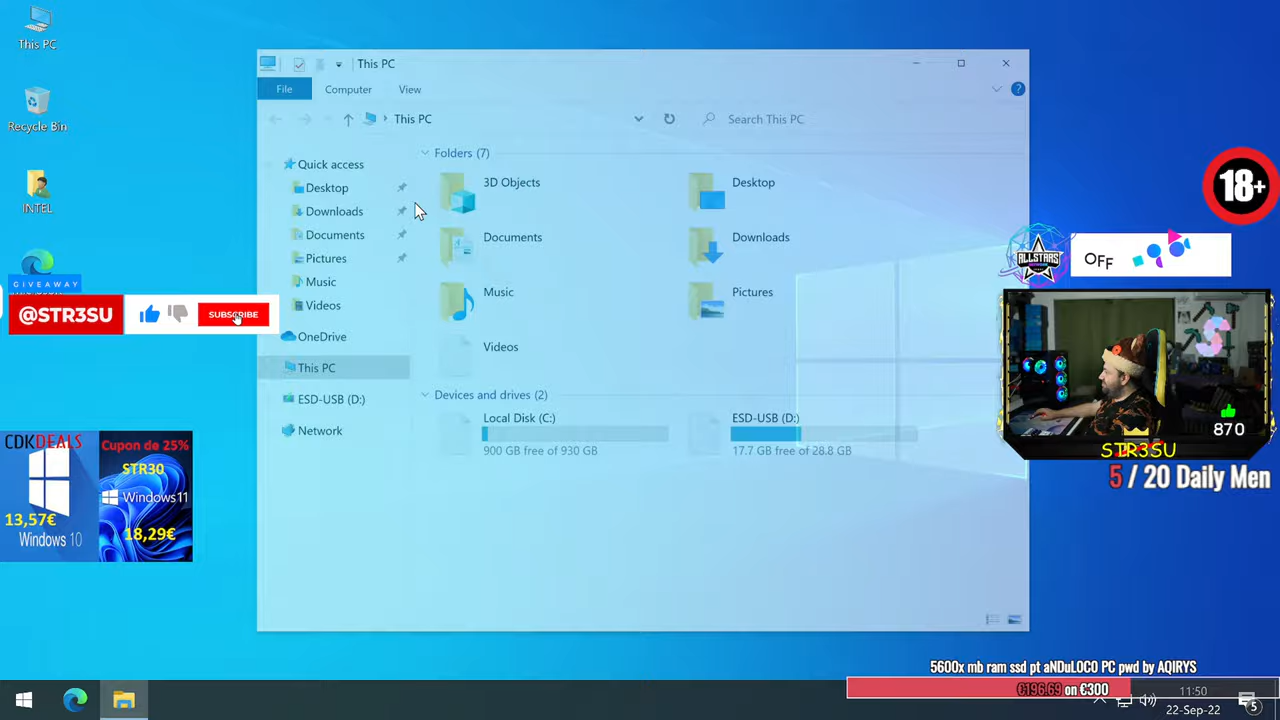 This PC
Recycle Bin
INTEL
GIVEAWAY
@STR3SU
SUBSCRIBE
CDKDEALS
Cupon de 25%
STR30
Windows11
18,29€
13,57€
Windows 10
This PC
File
Computer
View
This PC
Search This PC
Quick access
Desktop
Downloads
Documents
Pictures
Music
Videos
OneDrive
This PC
ESD-USB (D:)
Network
Folders (7)
3D Objects
Desktop
Documents
Downloads
Music
Pictures
Videos
Devices and drives (2)
Local Disk (C:)
900 GB free of 930 GB
ESD-USB (D:)
17.7 GB free of 28.8 GB
18+
ALLSTARS
OFF
870
STR3SU
5 / 20 Daily Men
5600x mb ram ssd pt aNDuLOCO PC pwd by AQIRYS
€196.69 on €300
11:50
22-Sep-22
5